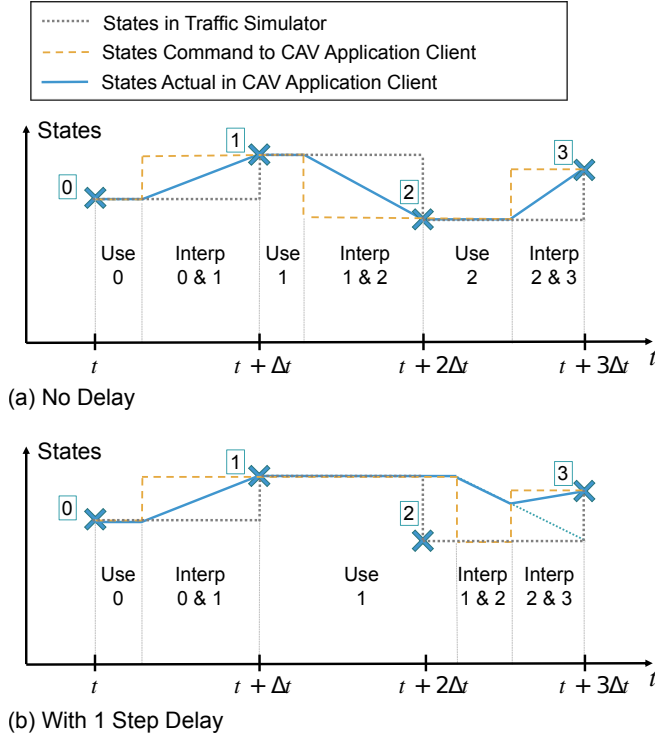 States in Traffic Simulator
States Command to CAV Application Client
States Actual in CAV Application Client
States
0
1
2
3
Use Interp Use Interp Use Interp
0 0 & 1 1 1 & 2 2 2 & 3
t t + Δt t + 2Δt t + 3Δt t
(a) No Delay
States
0
1
2
3
Use Interp Use Interp Interp
0 0 & 1 1 1 & 2 2 & 3
t t + Δt t + 2Δt t + 3Δt
(b) With 1 Step Delay